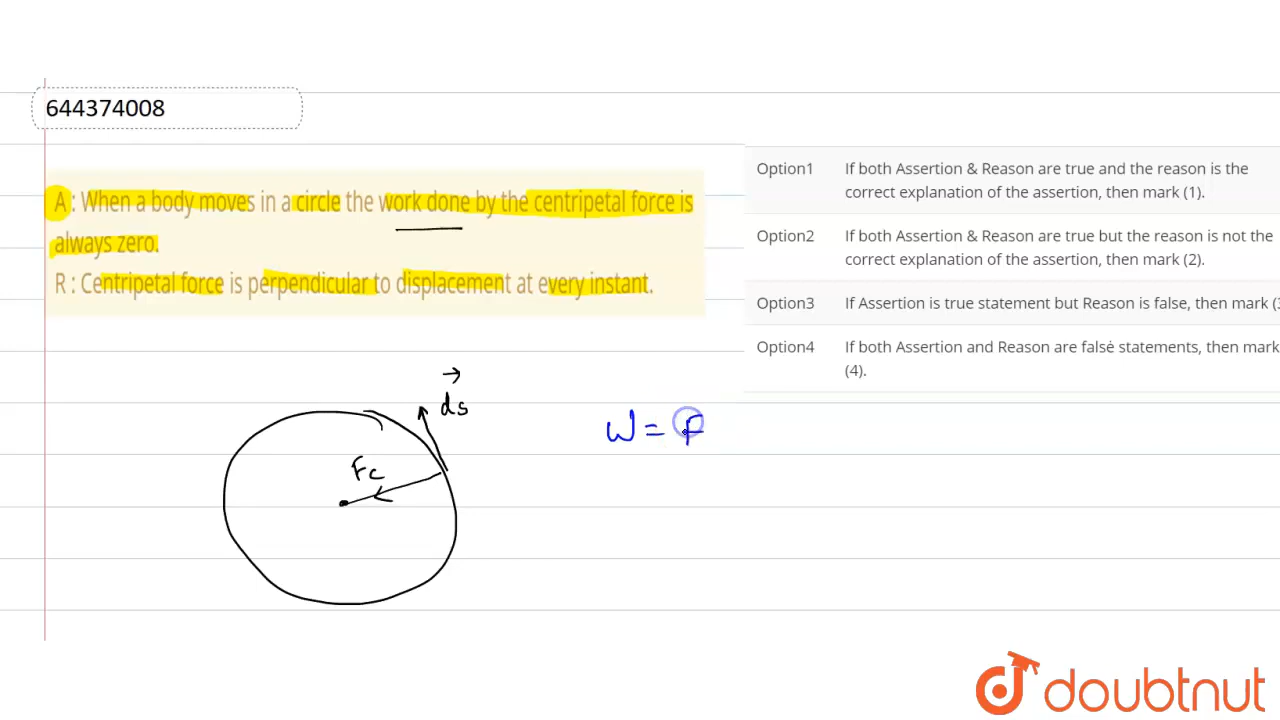 644374008
A : When a body moves in a circle the work done by the centripetal force is
always zero.
R : Centripetal force is perpendicular to displacement at every instant.
Option1 If both Assertion & Reason are true and the reason is the
correct explanation of the assertion, then mark (1).
Option2 If both Assertion & Reason are true but the reason is not the
correct explanation of the assertion, then mark (2).
Option3 If Assertion is true statement but Reason is false, then mark (3
Option4 If both Assertion and Reason are false statements, then mark
(4).
ds
Fc
W = F
doubtnut